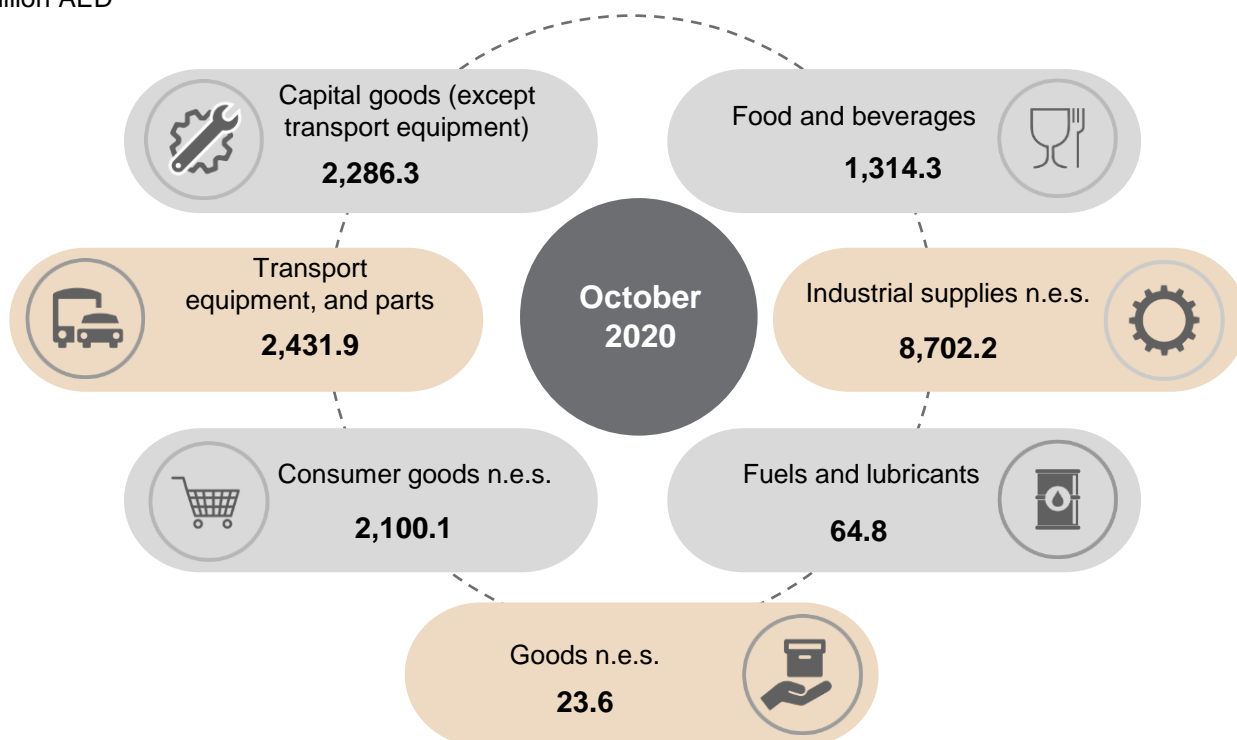 AED
Capital goods (except
transport equipment)
2,286.3
Food and beverages
1,314.3
Transport
equipment, and parts
2,431.9
October
2020
Industrial supplies n.e.s.
8,702.2
Consumer goods n.e.s.
2,100.1
Fuels and lubricants
64.8
Goods n.e.s.
23.6